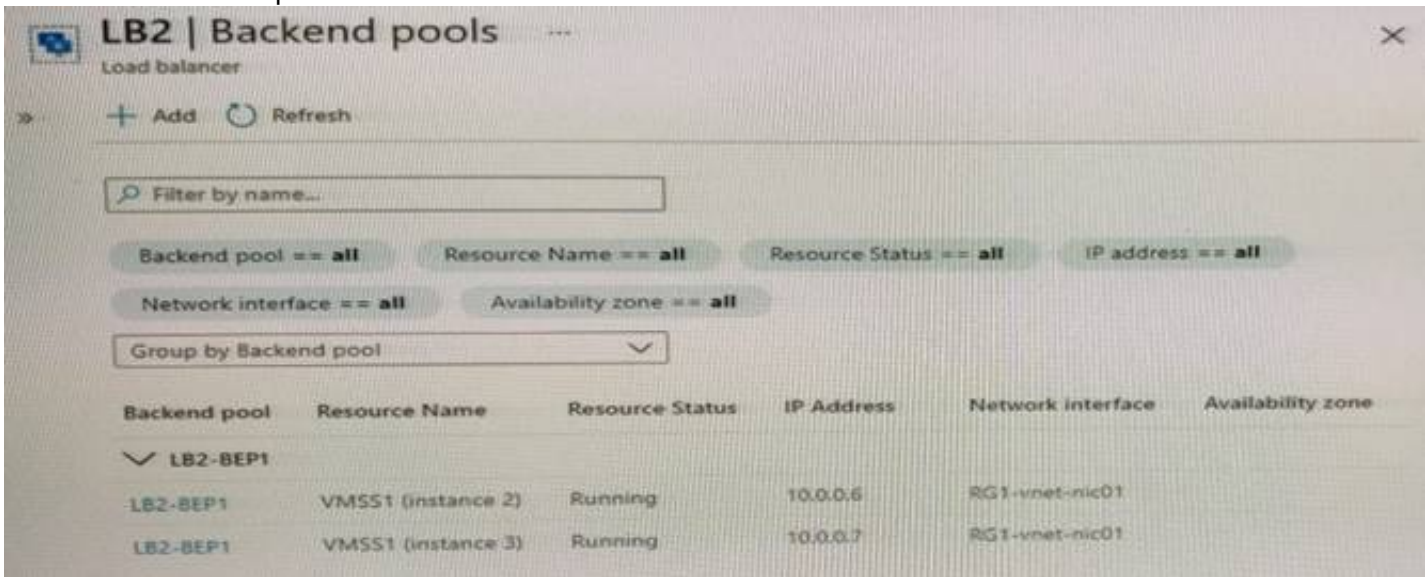 LB2 | Backend pools ...
Load balancer
» + Add Refresh
Filter by name...
Backend pool == all Resource Name == all Resource Status == all IP address == all
Network interface == all Availability zone == all
Group by Backend pool
Backend pool Resource Name Resource Status IP Address Network interface Availability zone
LB2-BEP1
LB2-BEP1 VMSS1 (instance 2) Running 10.0.0.6 RG1-vnet-nic01
LB2-BEP1 VMSS1 (instance 3) Running 10.0.0.7 RG1-vnet-nic01